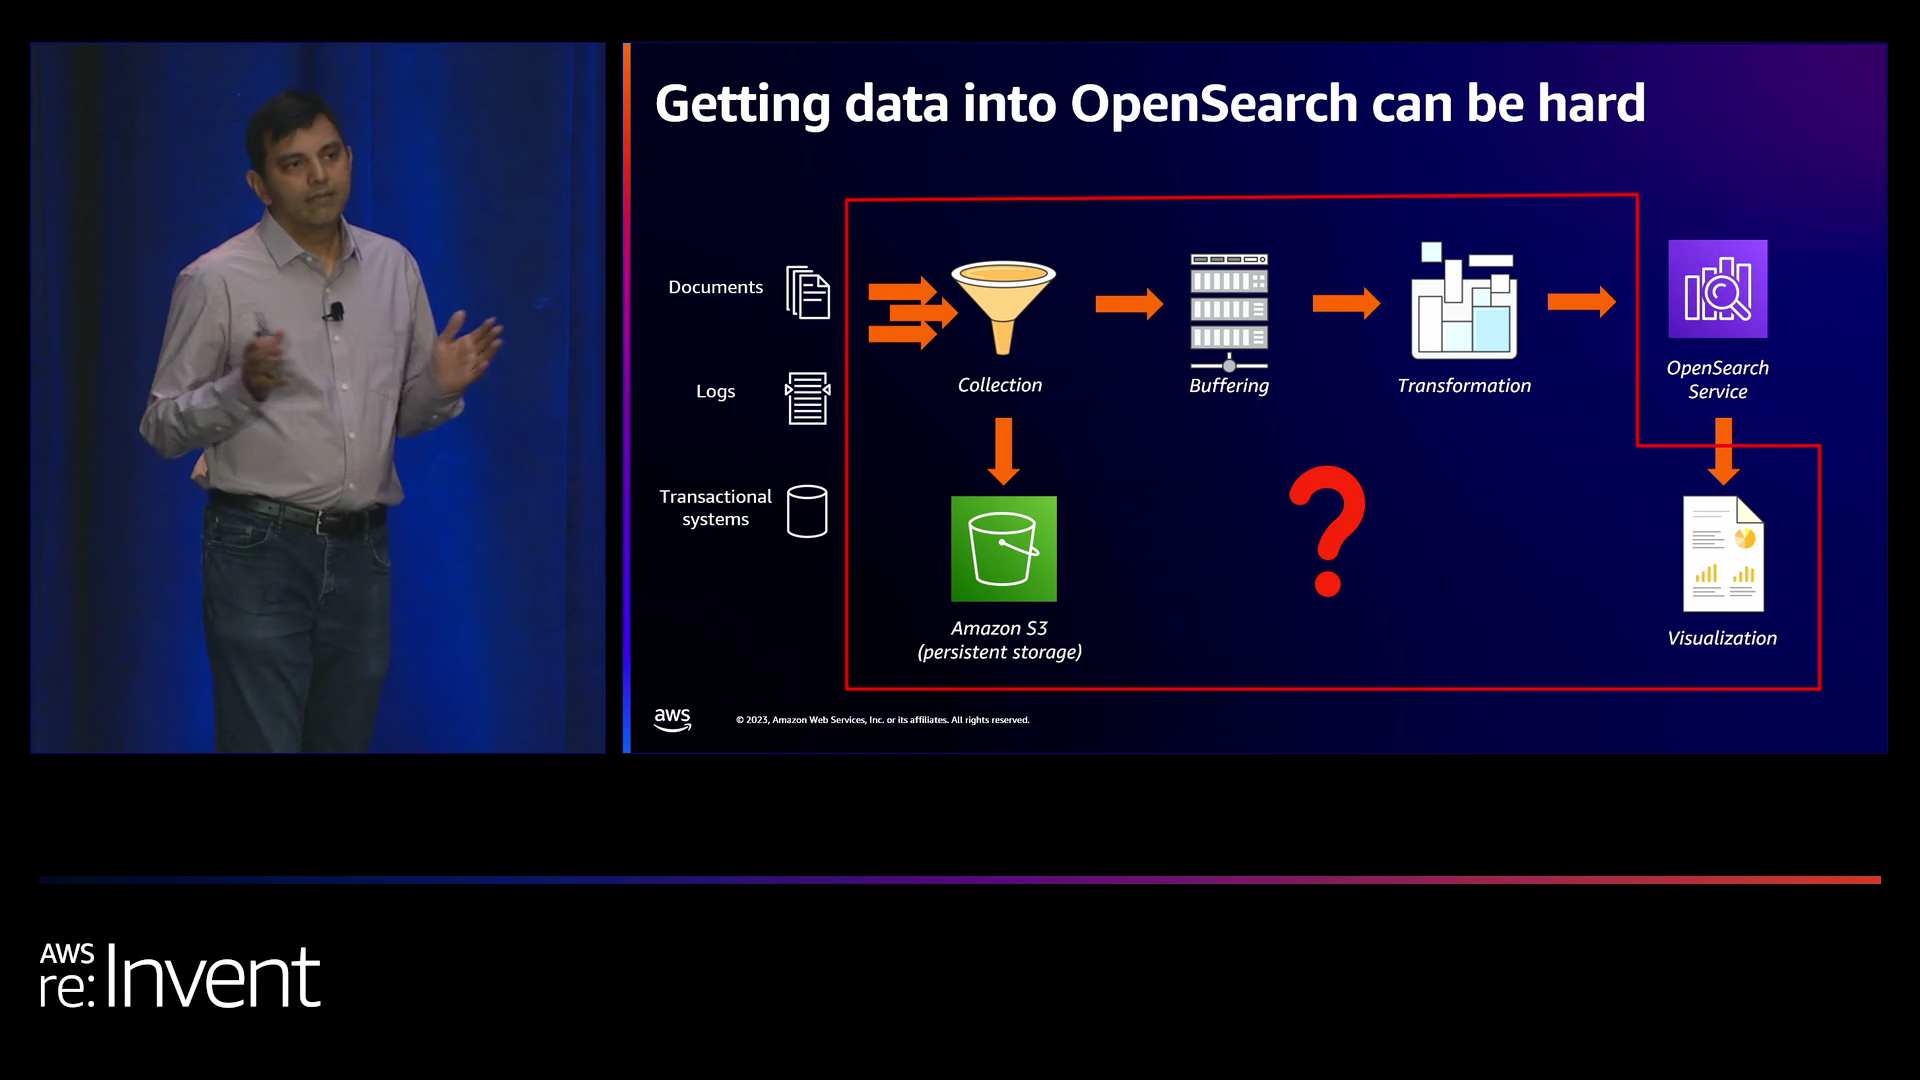 Getting data into OpenSearch can be hard
Documents
Logs
Transactional
systems
Collection
Buffering
Transformation
OpenSearch
Service
Amazon S3
(persistent storage)
?
Visualization
aws
© 2023, Amazon Web Services, Inc. or its affiliates. All rights reserved.
AWS
re:Invent